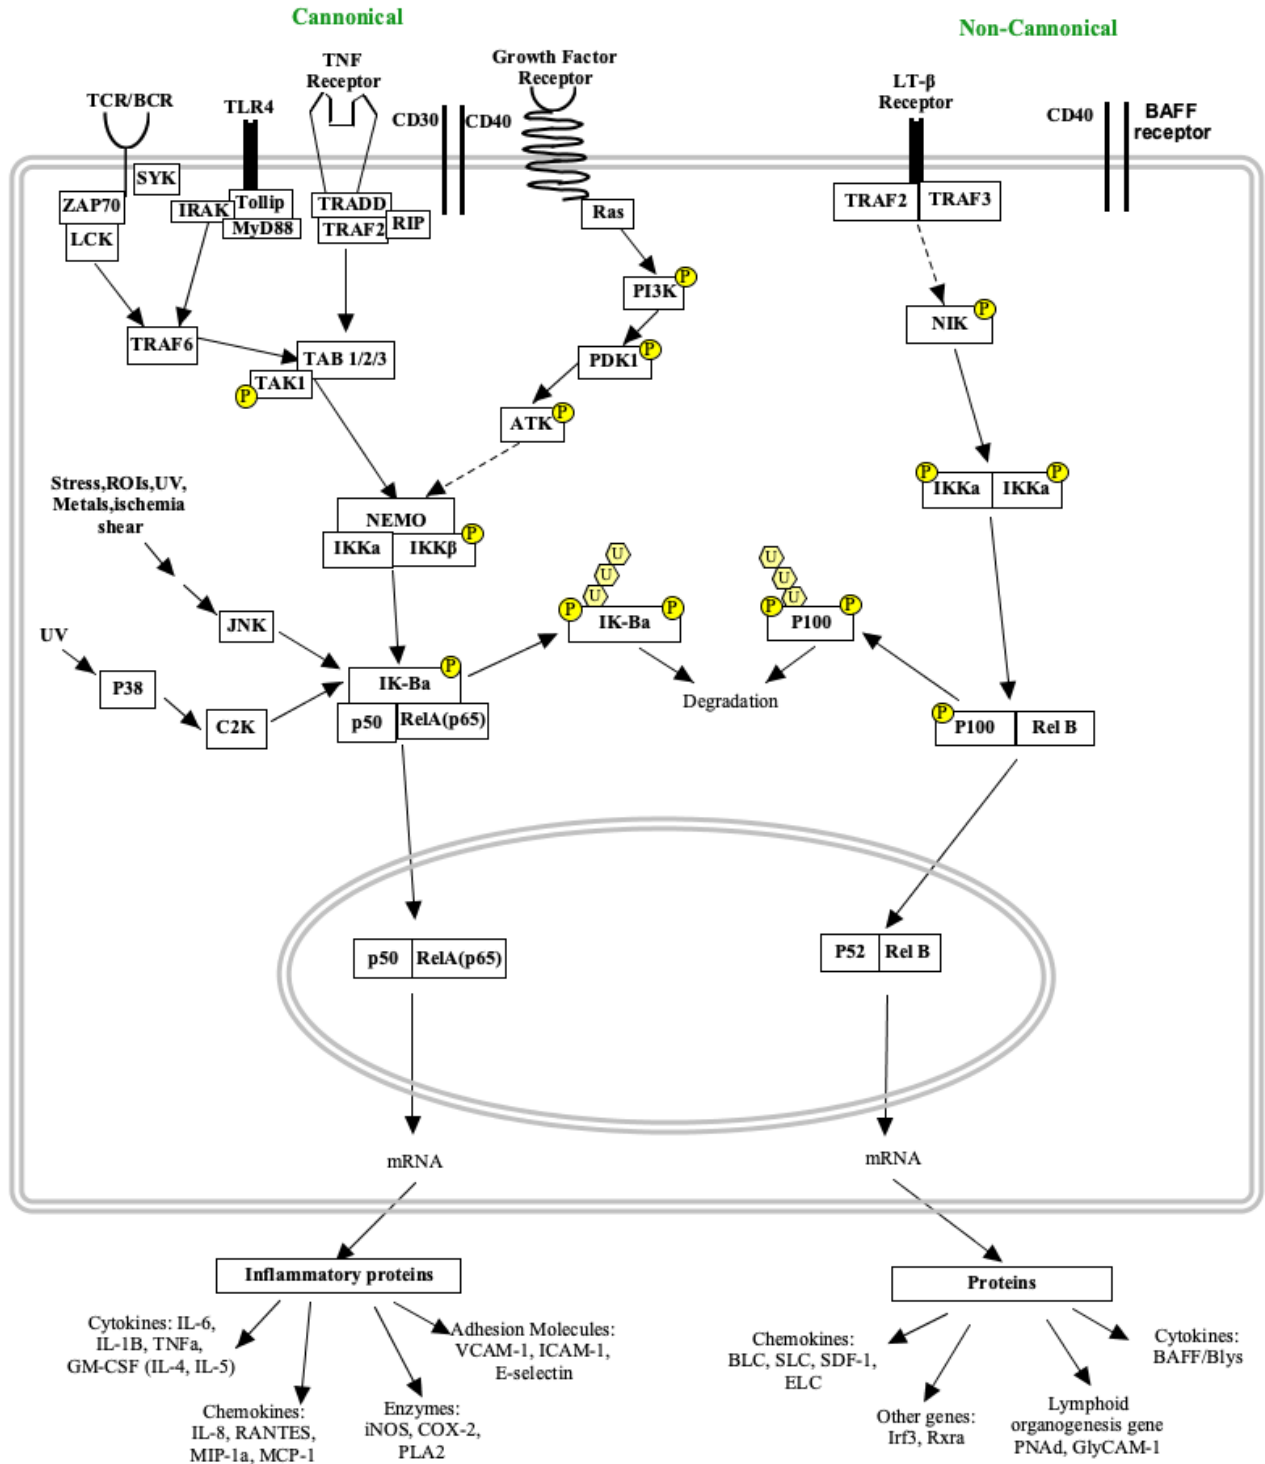 Cannonical
Non-Cannonical
TCR/BCR
TLR4
TNF
Receptor
CD30
CD40
Growth Factor
Receptor
LT-β
Receptor
CD40
BAFF
receptor
SYK
ZAP70
LCK
IRAK
Tollip
MyD88
TRADD
TRAF2
RIP
Ras
TRAF2
TRAF3
PI3K
P
NIK
P
TRAF6
TAB 1/2/3
TAK1
P
PDK1
P
ATK
P
Stress,ROIs,UV,
Metals,ischemia
shear
NEMO
IKKa
IKKβ
P
P
IKKa
IKKa
P
JNK
UV
P38
C2K
U
U
U
P
P
IK-Ba
U
U
U
P
P
P100
IK-Ba
P
p50
RelA(p65)
Degradation
P
P100
Rel B
p50
RelA(p65)
P52
Rel B
mRNA
mRNA
Inflammatory proteins
Proteins
Cytokines: IL-6,
IL-1B, TNFa,
GM-CSF (IL-4, IL-5)
Chemokines:
IL-8, RANTES,
MIP-1a, MCP-1
Enzymes:
iNOS, COX-2,
PLA2
Adhesion Molecules:
VCAM-1, ICAM-1,
E-selectin
Chemokines:
BLC, SLC, SDF-1,
ELC
Other genes:
Irf3, Rxra
Lymphoid
organogenesis gene
PNAd, GlyCAM-1
Cytokines:
BAFF/Blys